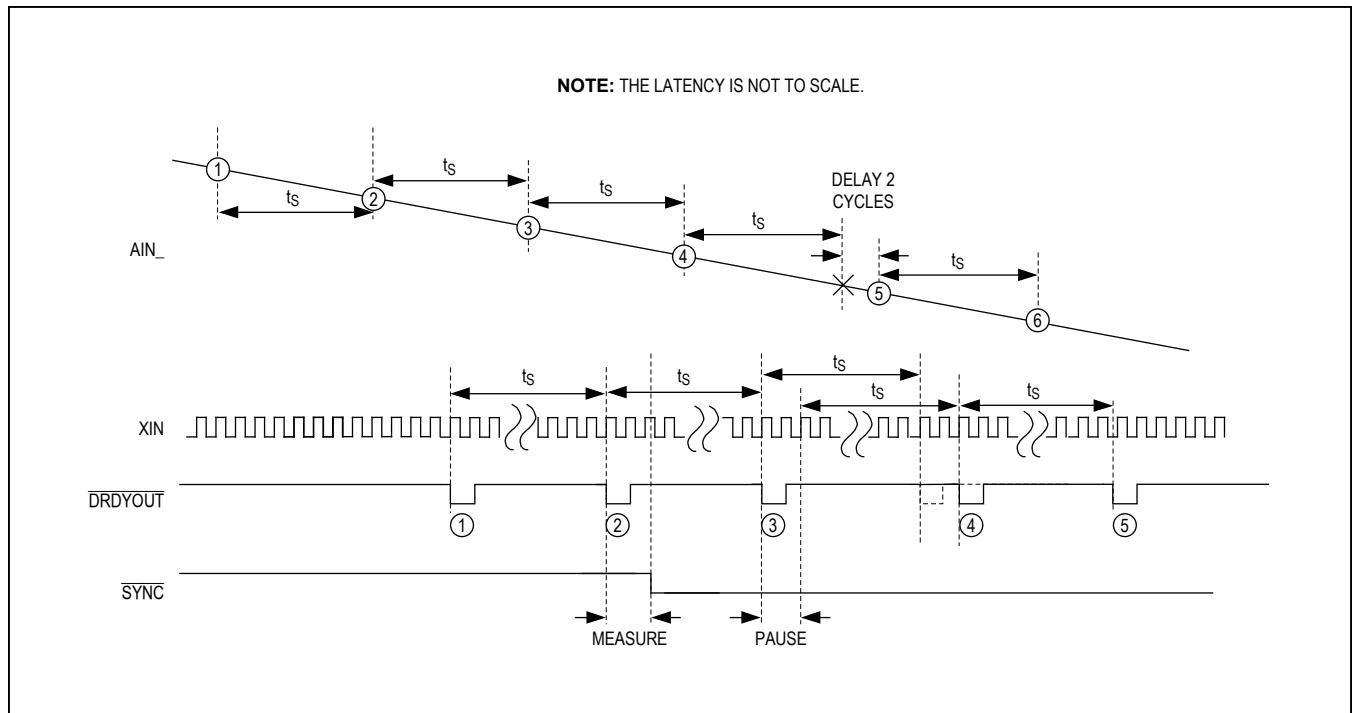 NOTE: THE LATENCY IS NOT TO SCALE.
1
tS
2
tS
3
tS
4
tS
DELAY 2
CYCLES
5
tS
6
AIN_
tS
tS
tS
tS
tS
XIN
DRDYOUT
1
2
3
4
5
SYNC
MEASURE
PAUSE